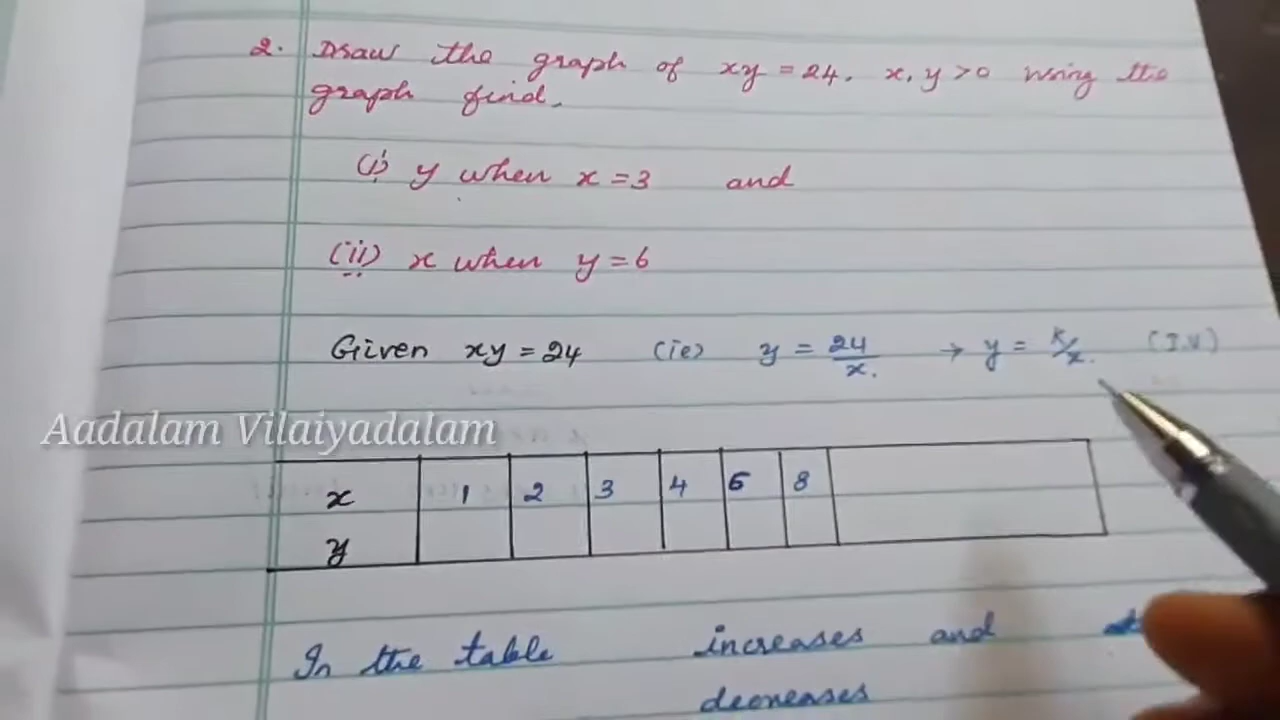 2. Draw the graph of xy = 24. x, y > 0 using the
graph find.
(i) y when x = 3 and
(ii) x when y = 6
Given xy = 24 (ie) y = 24/x. → y = k/x. (I.V)
Aadalam Vilaiyadalam
x 1 2 3 4 6 8
y
In the table increases and
decreases